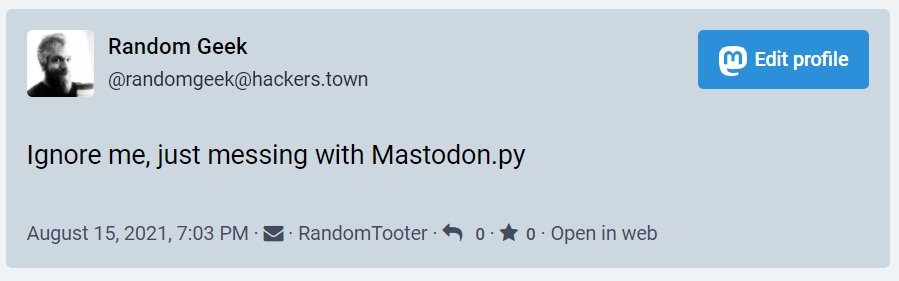 Random Geek
@randomgeek@hackers.town
Edit profile
Ignore me, just messing with Mastodon.py
August 15, 2021, 7:03 PM · · RandomTooter · 0 · 0 · Open in web